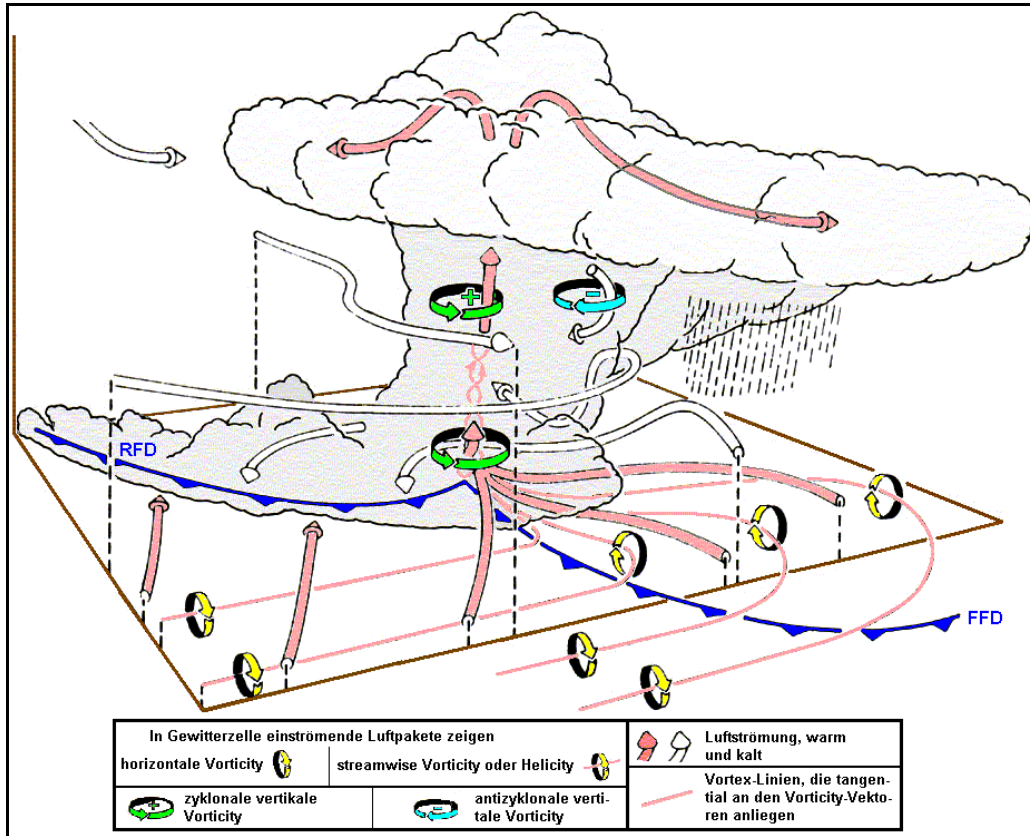 +
-
+
RFD
FFD
In Gewitterzelle einströmende Luftpakete zeigen
horizontale Vorticity
streamwise Vorticity oder Helicity
+
zyklonale vertikale
Vorticity
-
antizyklonale verti-
tale Vorticity
Luftströmung, warm
und kalt
Vortex-Linien, die tangen-
tial an den Vorticity-Vekto-
ren anliegen